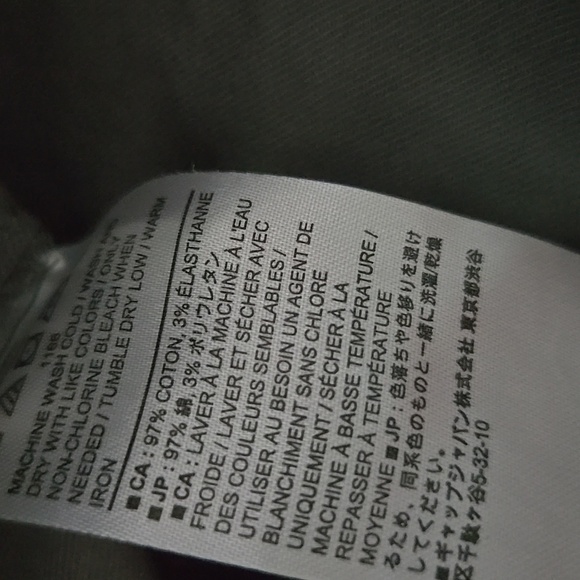 1166
MACHINE WASH COLD / WASH AND
DRY WITH LIKE COLORS / ONLY
NON-CHLORINE BLEACH WHEN
NEEDED / TUMBLE DRY LOW / WARM
IRON
■CA : 97% COTON, 3% ÉLASTHANNE
■JP : 97% 綿, 3% ポリウレタン
■CA : LAVER À LA MACHINE À L'EAU
FROIDE / LAVER ET SÉCHER AVEC
DES COULEURS SEMBLABLES /
UTILISER AU BESOIN UN AGENT DE
BLANCHIMENT SANS CHLORE
UNIQUEMENT / SÉCHER À LA
MACHINE À BASSE TEMPÉRATURE /
REPASSER À TEMPÉRATURE
MOYENNE ■JP : 色落ちや色移りを避け
るため、同系色のものと一緒に洗濯/乾燥
してください。
■ギャップジャパン株式会社 東京都渋谷
区千駄ヶ谷5-32-10